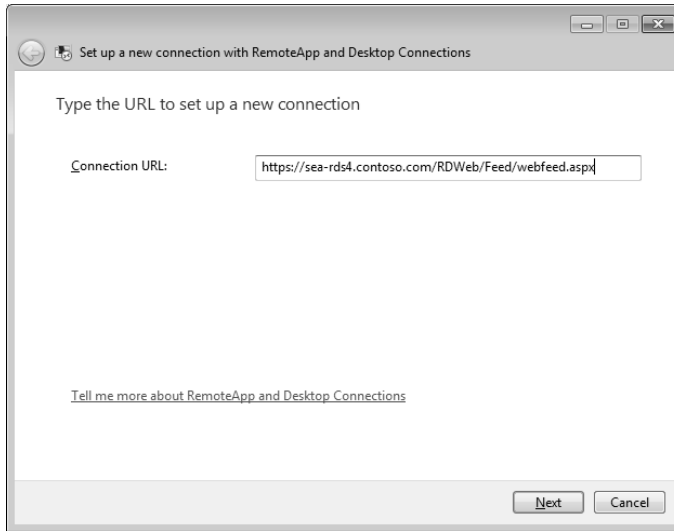 Set up a new connection with RemoteApp and Desktop Connections
Type the URL to set up a new connection
Connection URL:
https://sea-rds4.contoso.com/RDWeb/Feed/webfeed.aspx
Tell me more about RemoteApp and Desktop Connections
Next
Cancel